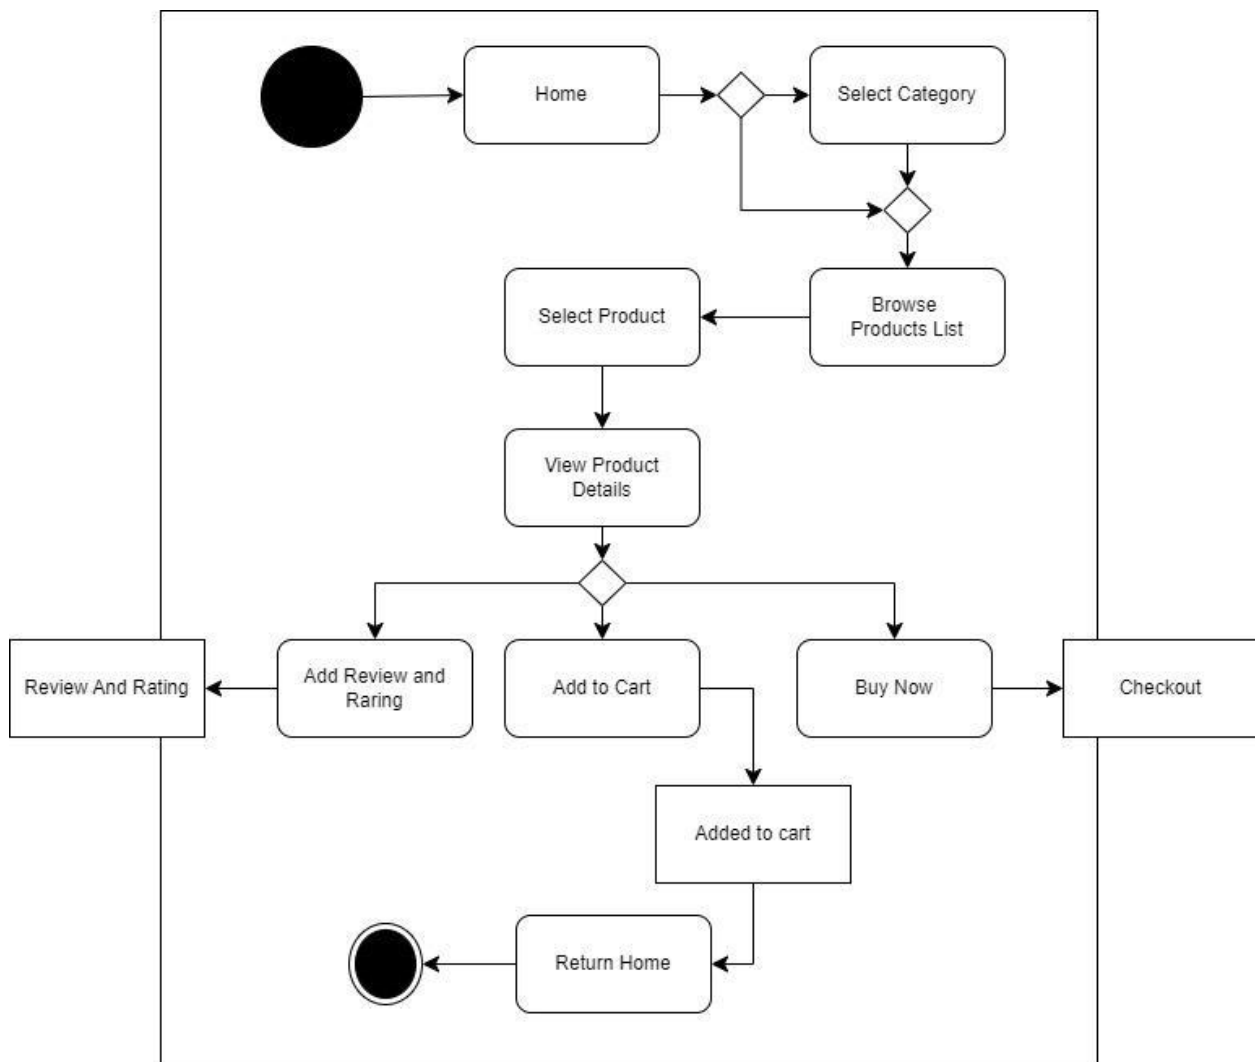 Home
Select Category
Select Product
Browse
Products List
View Product
Details
Review And Rating
Add Review and
Raring
Add to Cart
Buy Now
Checkout
Added to cart
Return Home